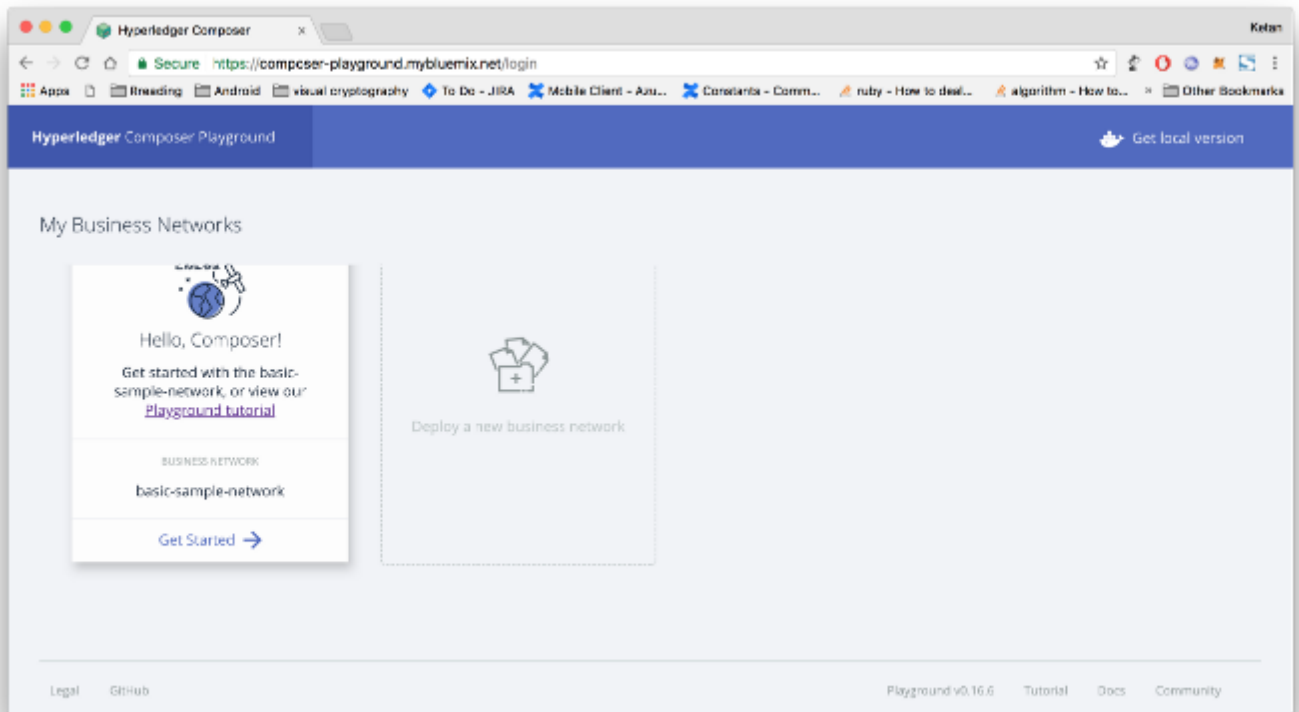 Hyperledger Composer
Ketan
Secure https://composer-playground.mybluemix.net/login
Apps Rreading Android visual cryptography To Do - JIRA Mobile Client - Azu... Constants - Comm... ruby - How to deal... algorithm - How to... » Other Bookmarks
Hyperledger Composer Playground
Get local version
My Business Networks
Hello, Composer!
Get started with the basic-
sample-network, or view our
Playground tutorial
BUSINESS NETWORK
basic-sample-network
Get Started
Deploy a new business network
Legal GitHub
Playground v0.16.6 Tutorial Docs Community